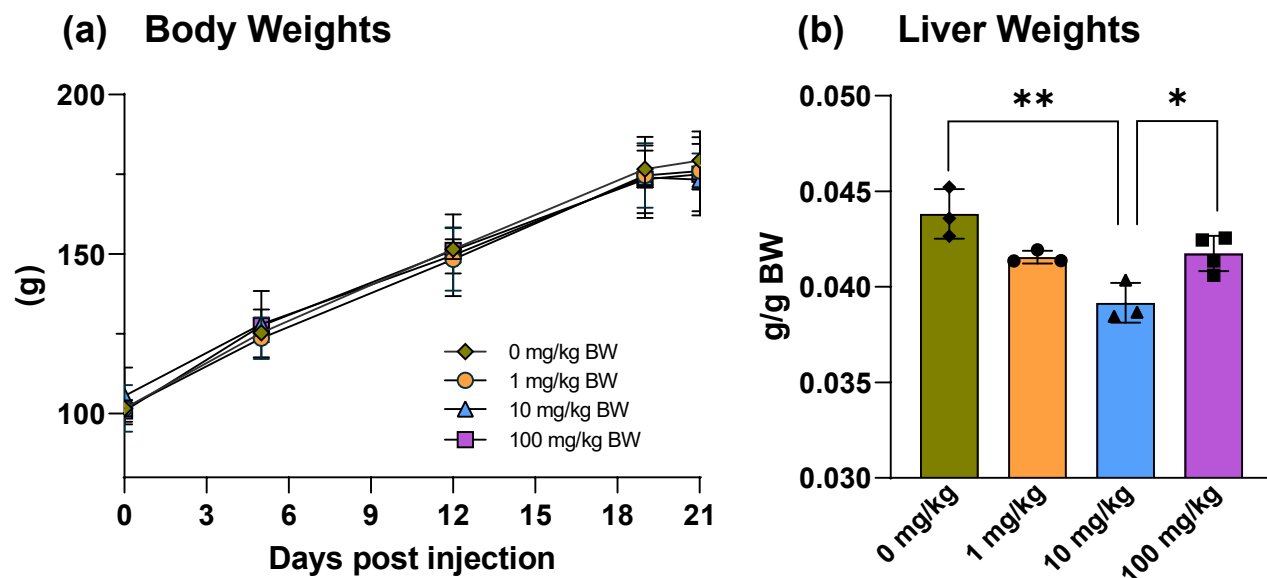 (a) Body Weights
200
150
100
(g)
0 3 6 9 12 15 18 21
Days post injection
0 mg/kg BW
1 mg/kg BW
10 mg/kg BW
100 mg/kg BW
(b) Liver Weights
0.050
0.045
0.040
0.035
0.030
g/g BW
** *
0 mg/kg
1 mg/kg
10 mg/kg
100 mg/kg